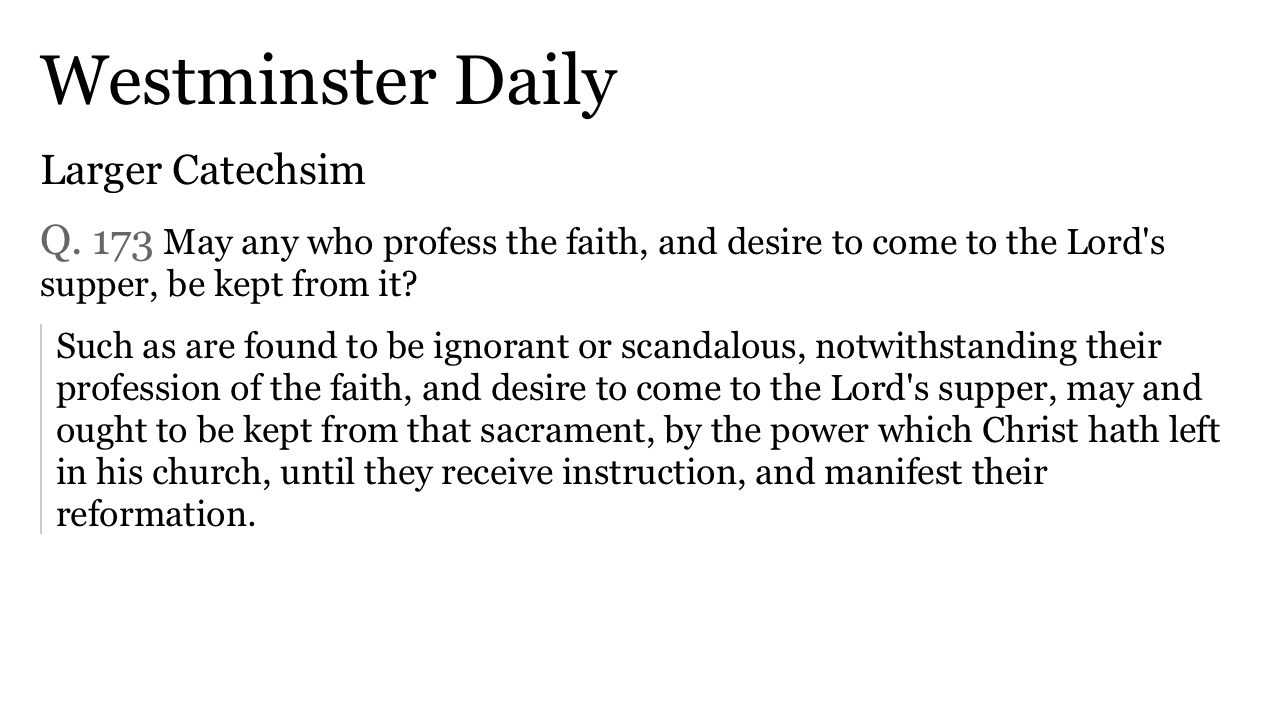 Westminster Daily
Larger Catechsim
Q. 173 May any who profess the faith, and desire to come to the Lord's
supper, be kept from it?
Such as are found to be ignorant or scandalous, notwithstanding their
profession of the faith, and desire to come to the Lord's supper, may and
ought to be kept from that sacrament, by the power which Christ hath left
in his church, until they receive instruction, and manifest their
reformation.